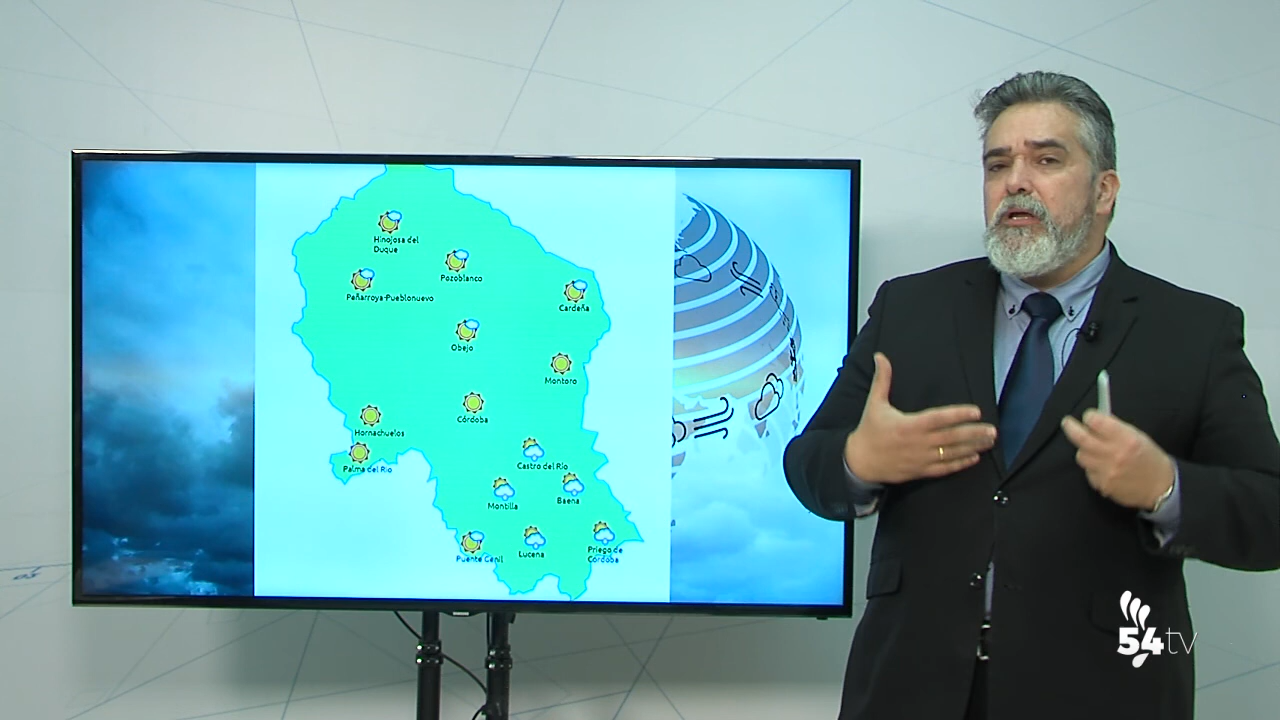 Hinojosa del
Duque
Pozoblanco
Peñarroya-Pueblonuevo
Cardeña
Obejo
Montoro
Córdoba
Hornachuelos
Palma del Río
Castro del Río
Montilla
Baena
Puente Genil
Lucena
Priego de
Córdoba
54tv